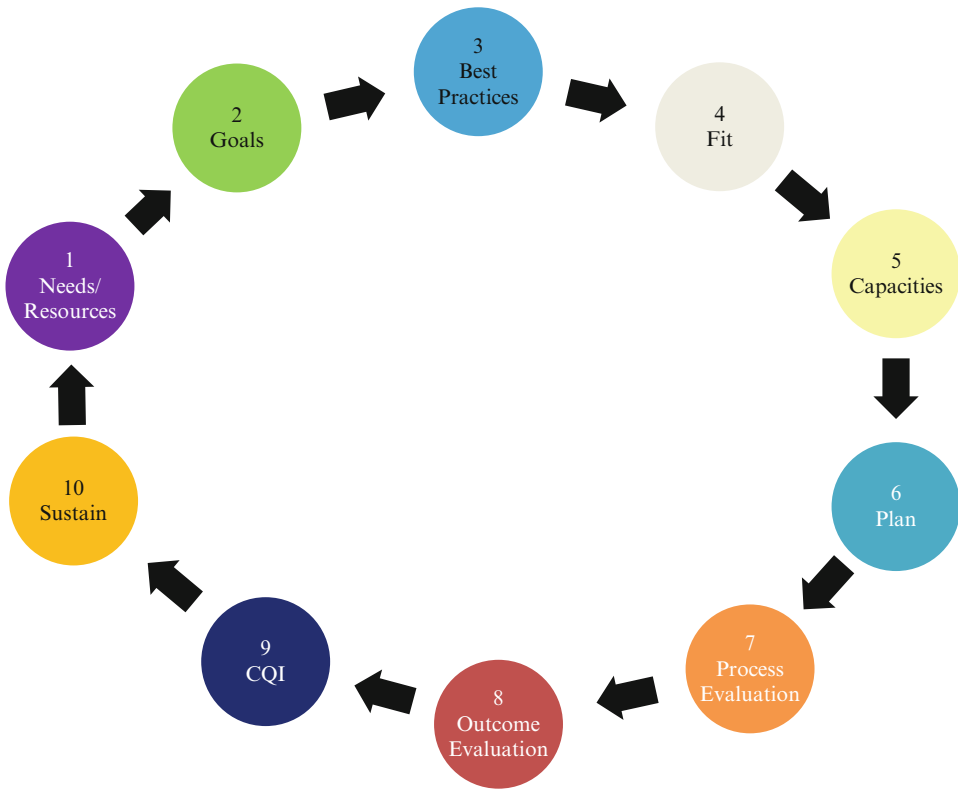 1
Needs/
Resources
2
Goals
3
Best
Practices
4
Fit
5
Capacities
6
Plan
7
Process
Evaluation
8
Outcome
Evaluation
9
CQI
10
Sustain